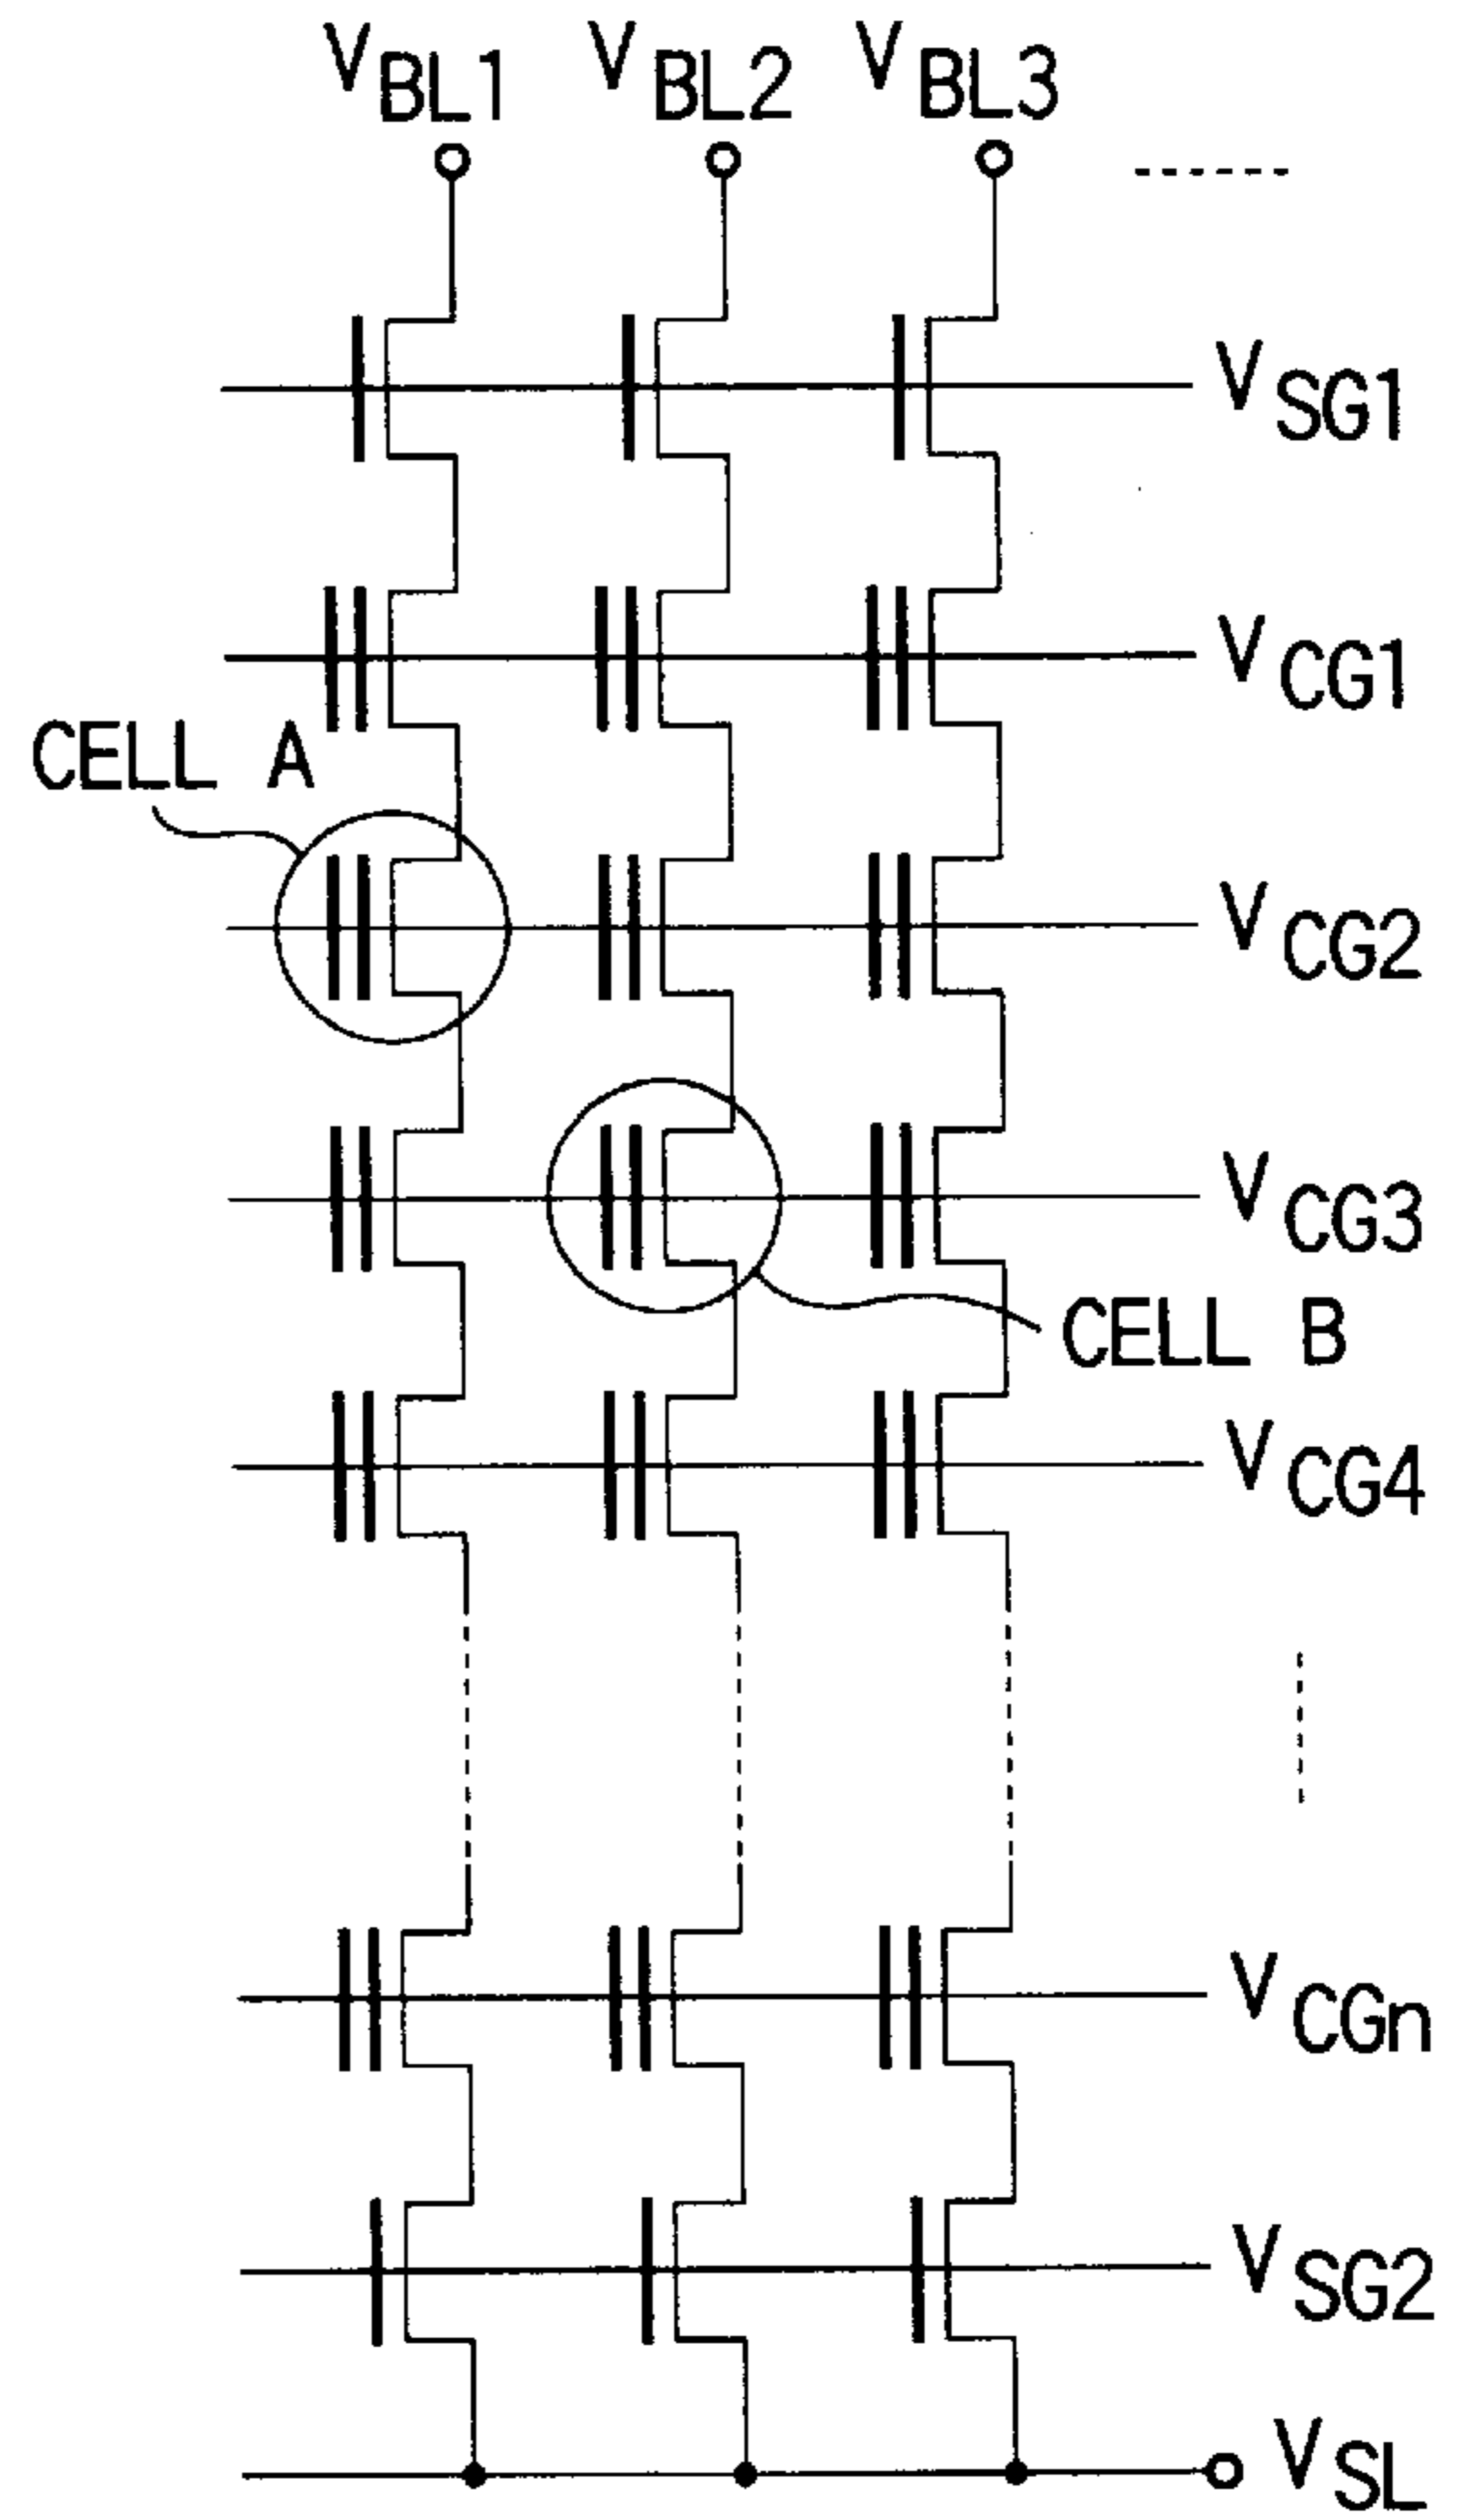 VBL1 VBL2 VBL3
VSG1
VCG1
CELL A
VCG2
VCG3
CELL B
VCG4
VCGn
VSG2
VSL